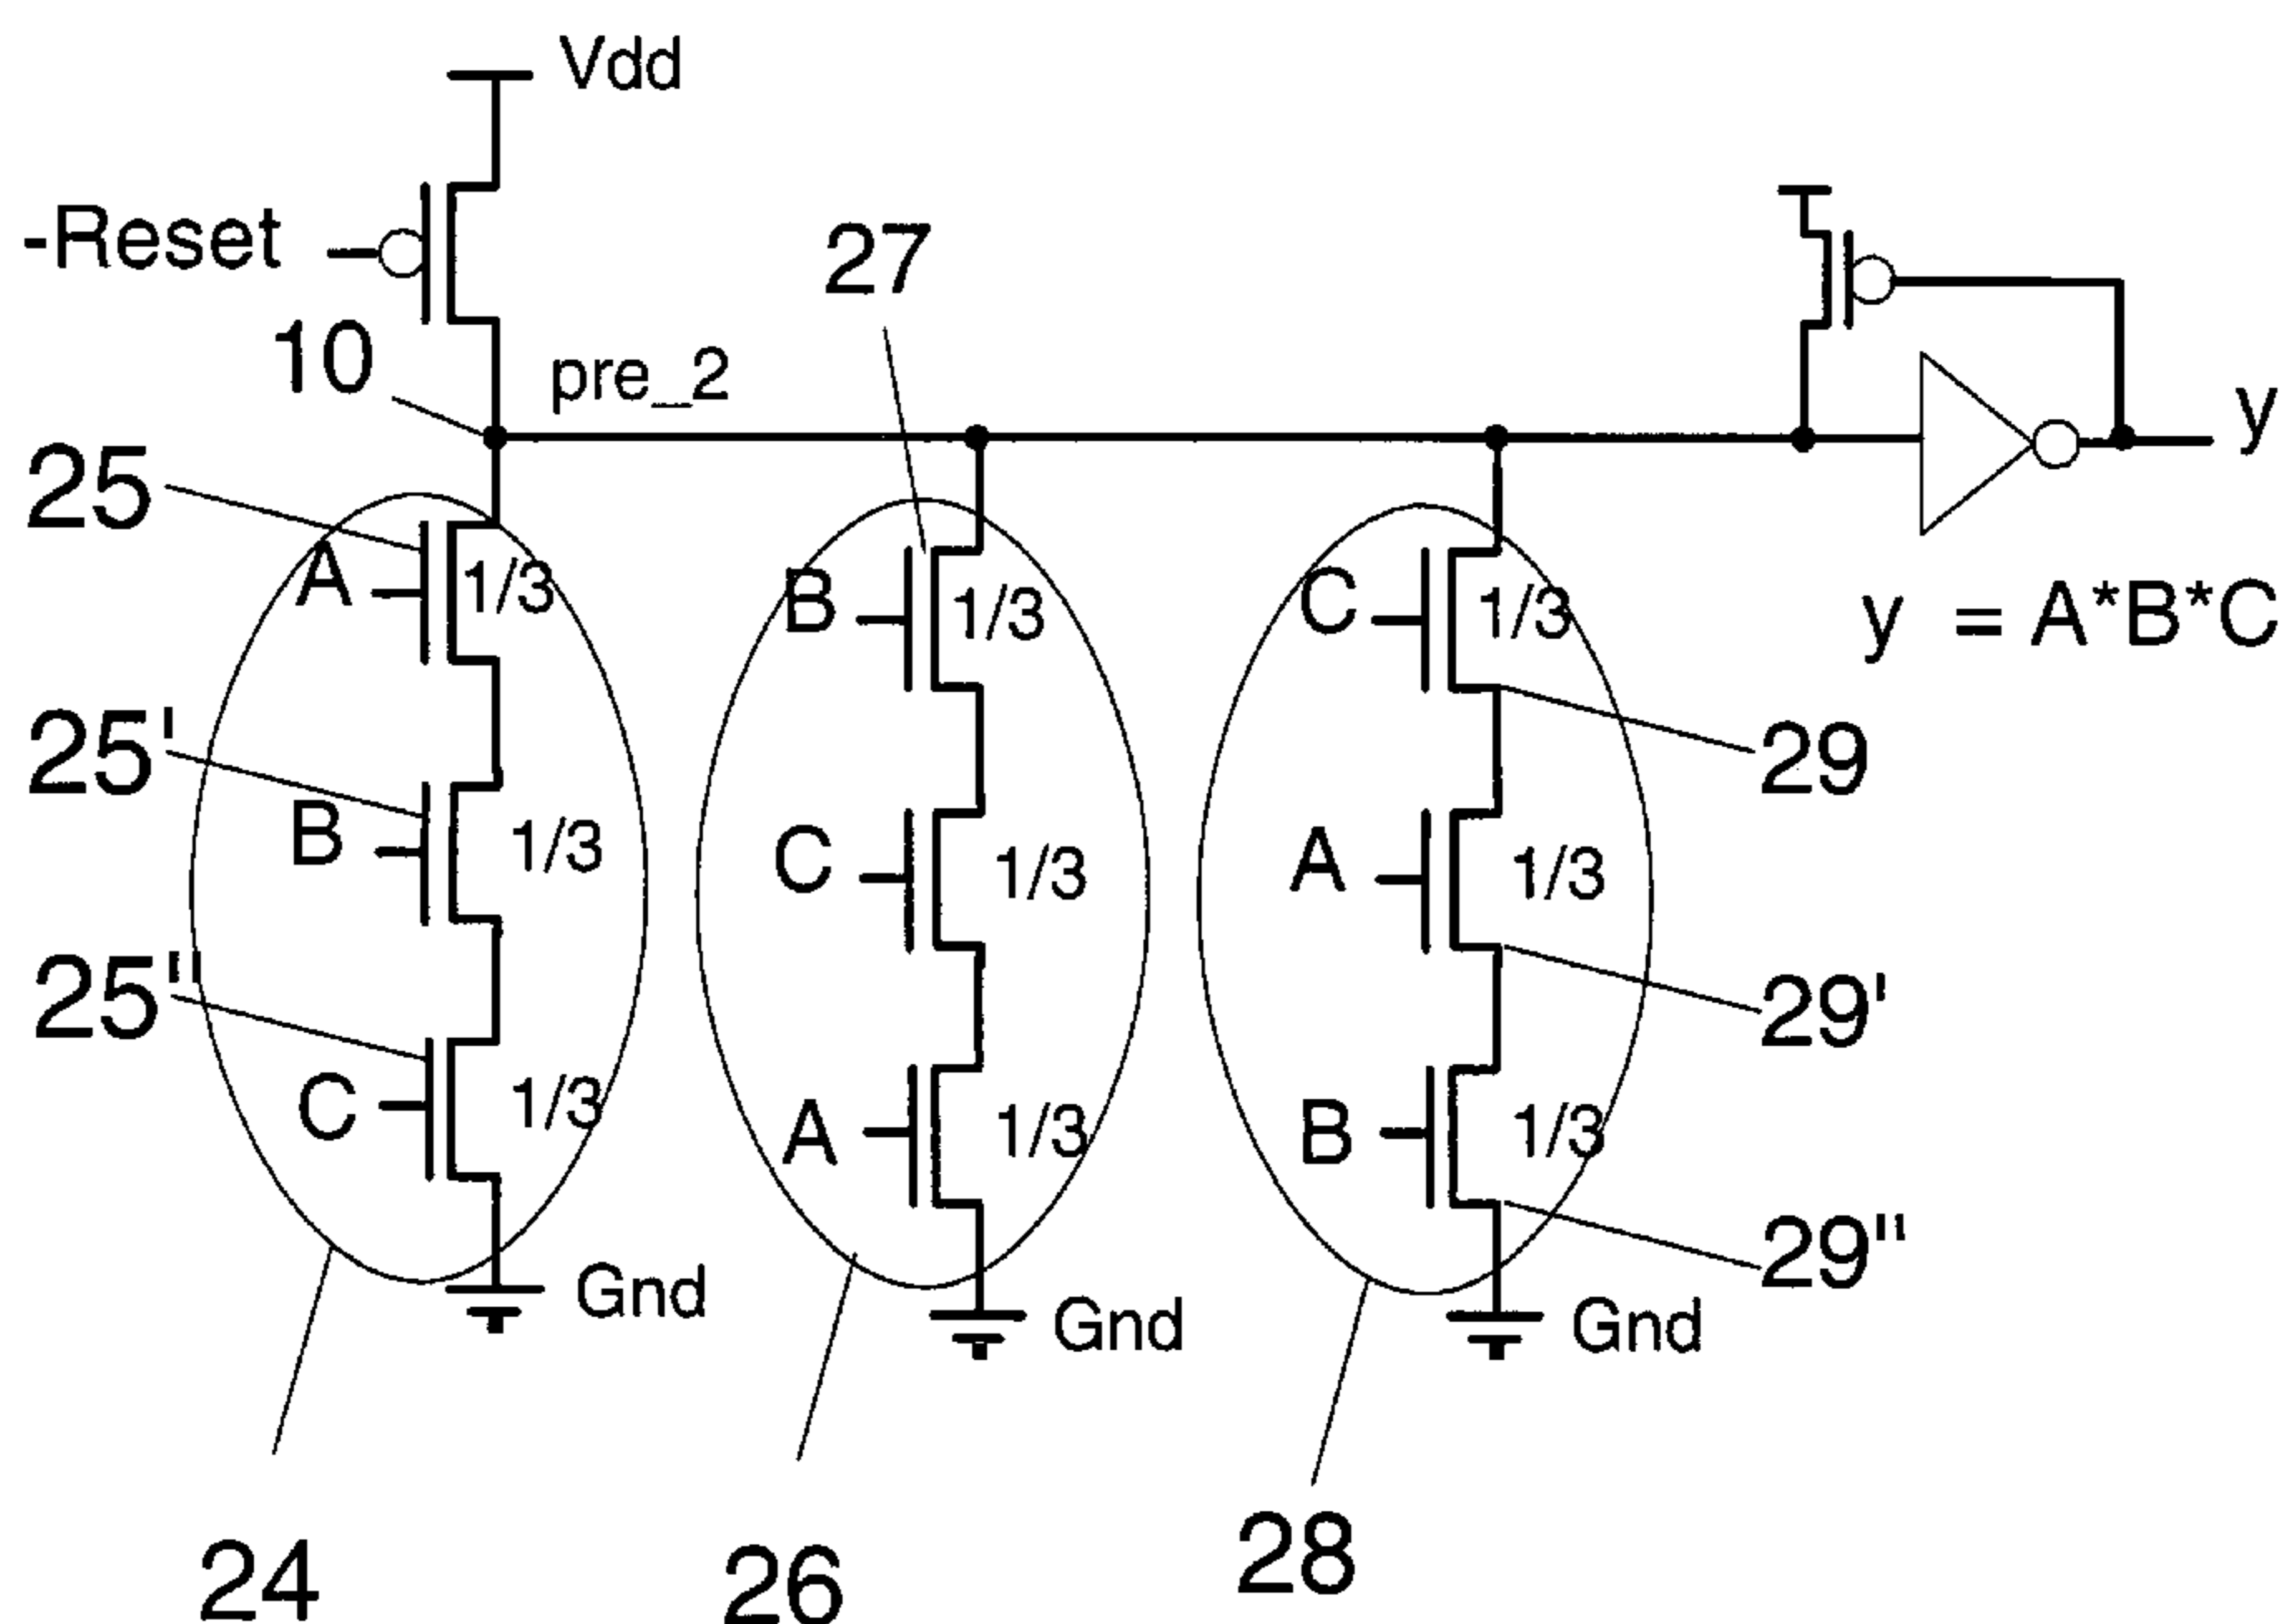 Vdd
-Reset
27
10
pre_2
y
25
A
1/3
B
1/3
C
1/3
y = A*B*C
25'
B
1/3
C
1/3
A
1/3
29
25"
C
1/3
A
1/3
B
1/3
29'
29"
Gnd
Gnd
Gnd
24
26
28